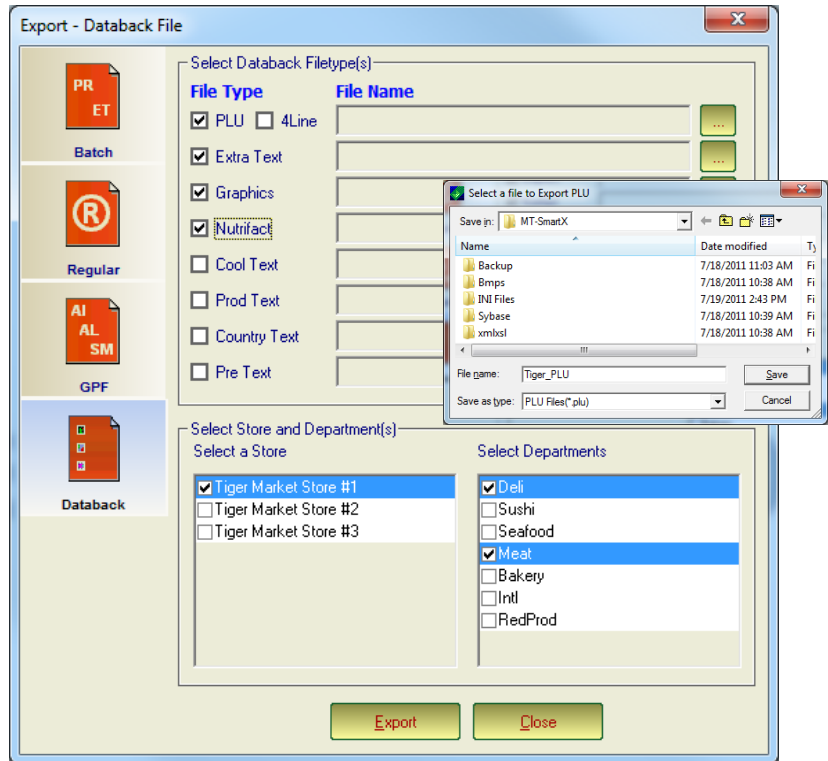 Export - Databack File
PR
ET
Batch
®
Regular
AI
AL
SM
GPF
Databack
Select Databack Filetype(s)
File Type File Name
PLU 4Line ...
Extra Text ...
Graphics
Nutrifact
Cool Text
Prod Text
Country Text
Pre Text
Select a file to Export PLU
Save in: MT-SmartX
Name Date modified Ty
Backup 7/18/2011 11:03 AM Fi
Bmps 7/18/2011 10:38 AM Fi
INI Files 7/19/2011 2:43 PM Fi
Sybase 7/18/2011 10:39 AM Fi
xmlxsl 7/18/2011 10:38 AM Fi
File name: Tiger_PLU Save
Save as type: PLU Files(*.plu) Cancel
Select Store and Department(s)
Select a Store
Tiger Market Store #1
Tiger Market Store #2
Tiger Market Store #3
Select Departments
Deli
Sushi
Seafood
Meat
Bakery
Intl
RedProd
Export Close